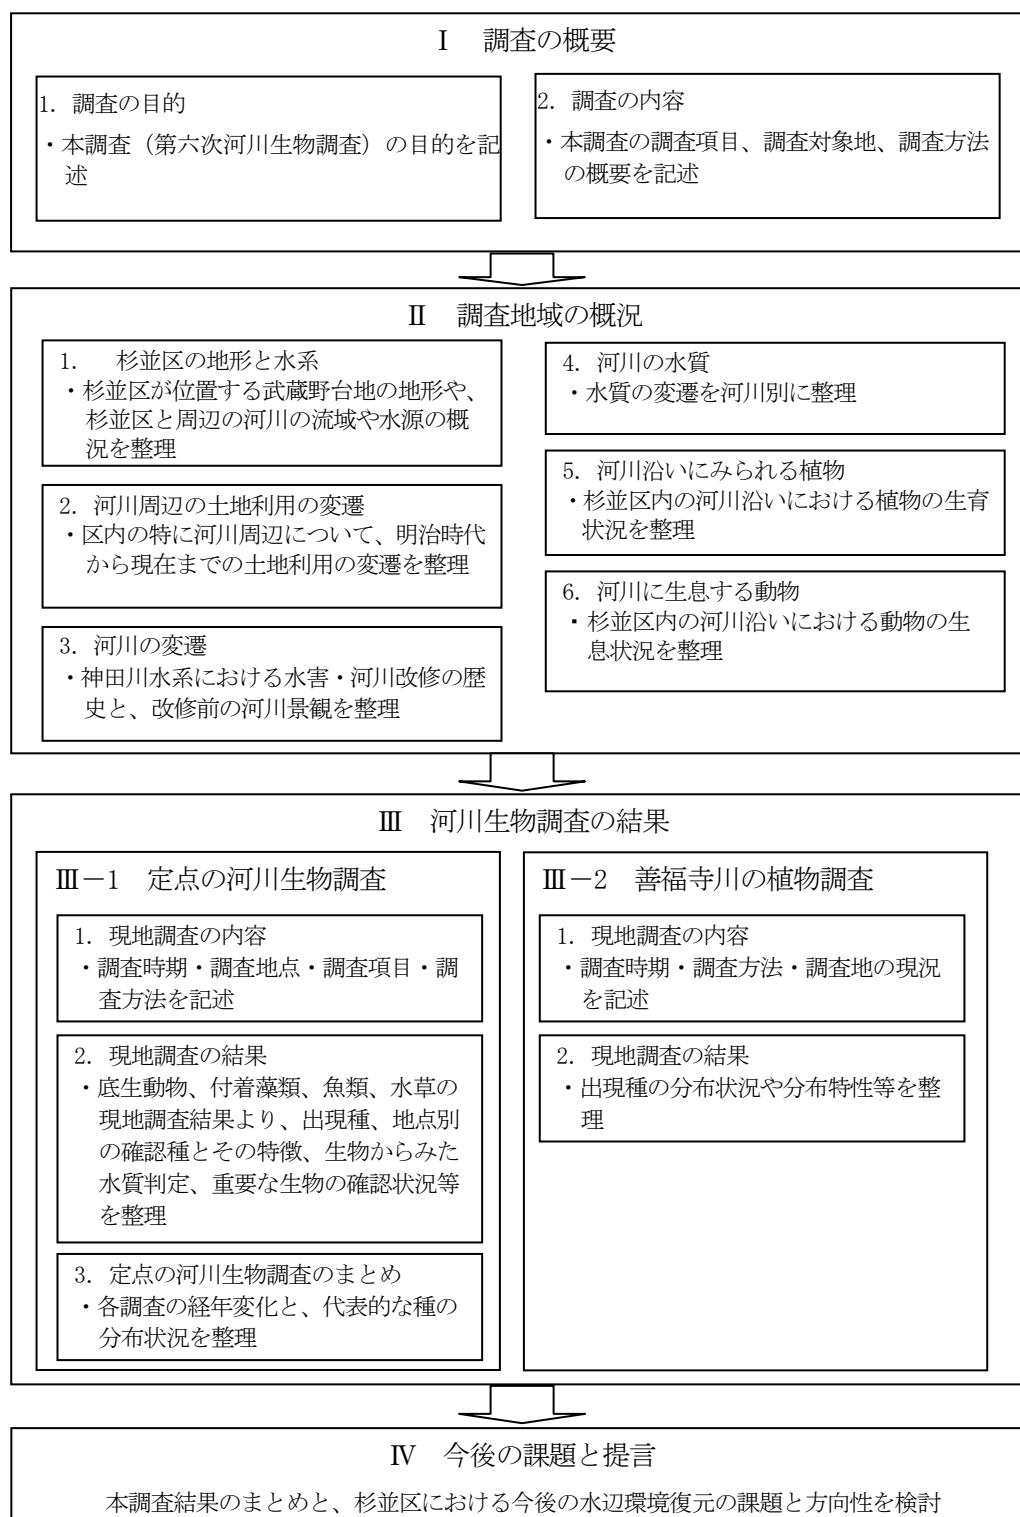 Ⅰ　調査の概要
1. 調査の目的
・本調査（第六次河川生物調査）の目的を記
述
2. 調査の内容
・本調査の調査項目、調査対象地、調査方法
の概要を記述
Ⅱ　調査地域の概況
1.　杉並区の地形と水系
・杉並区が位置する武蔵野台地の地形や、
杉並区と周辺の河川の流域や水源の概
況を整理
2. 河川周辺の土地利用の変遷
・区内の特に河川周辺について、明治時代
から現在までの土地利用の変遷を整理
3. 河川の変遷
・神田川水系における水害・河川改修の歴
史と、改修前の河川景観を整理
4. 河川の水質
・水質の変遷を河川別に整理
5. 河川沿いにみられる植物
・杉並区内の河川沿いにおける植物の生育
状況を整理
6. 河川に生息する動物
・杉並区内の河川沿いにおける動物の生
息状況を整理
Ⅲ　河川生物調査の結果
Ⅲ－1　定点の河川生物調査
1. 現地調査の内容
・調査時期・調査地点・調査項目・調
査方法を記述
2. 現地調査の結果
・底生動物、付着藻類、魚類、水草の
現地調査結果より、出現種、地点別
の確認種とその特徴、生物からみた
水質判定、重要な生物の確認状況等
を整理
3. 定点の河川生物調査のまとめ
・各調査の経年変化と、代表的な種の
分布状況を整理
Ⅲ－2　善福寺川の植物調査
1. 現地調査の内容
・調査時期・調査方法・調査地の現況
を記述
2. 現地調査の結果
・出現種の分布状況や分布特性等を整
理
Ⅳ　今後の課題と提言
本調査結果のまとめと、杉並区における今後の水辺環境復元の課題と方向性を検討